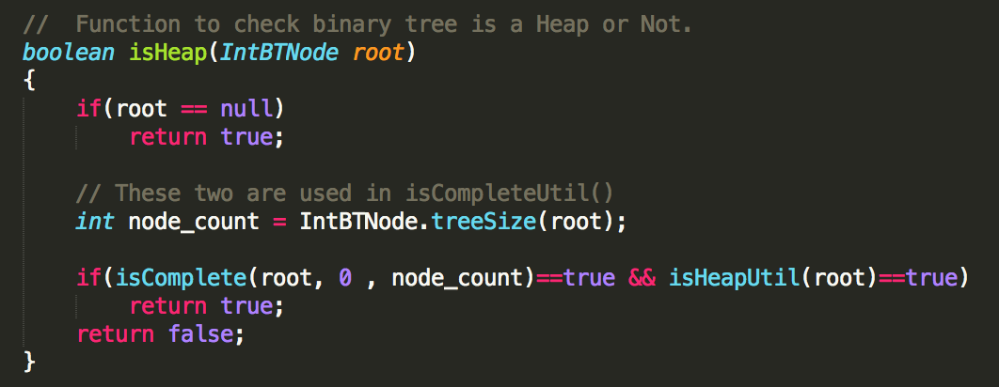 //  Function to check binary tree is a Heap or Not.
boolean isHeap(IntBTNode root)
{
    if(root == null)
        return true;

    // These two are used in isCompleteUtil()
    int node_count = IntBTNode.treeSize(root);

    if(isComplete(root, 0 , node_count)==true && isHeapUtil(root)==true)
        return true;
    return false;
}